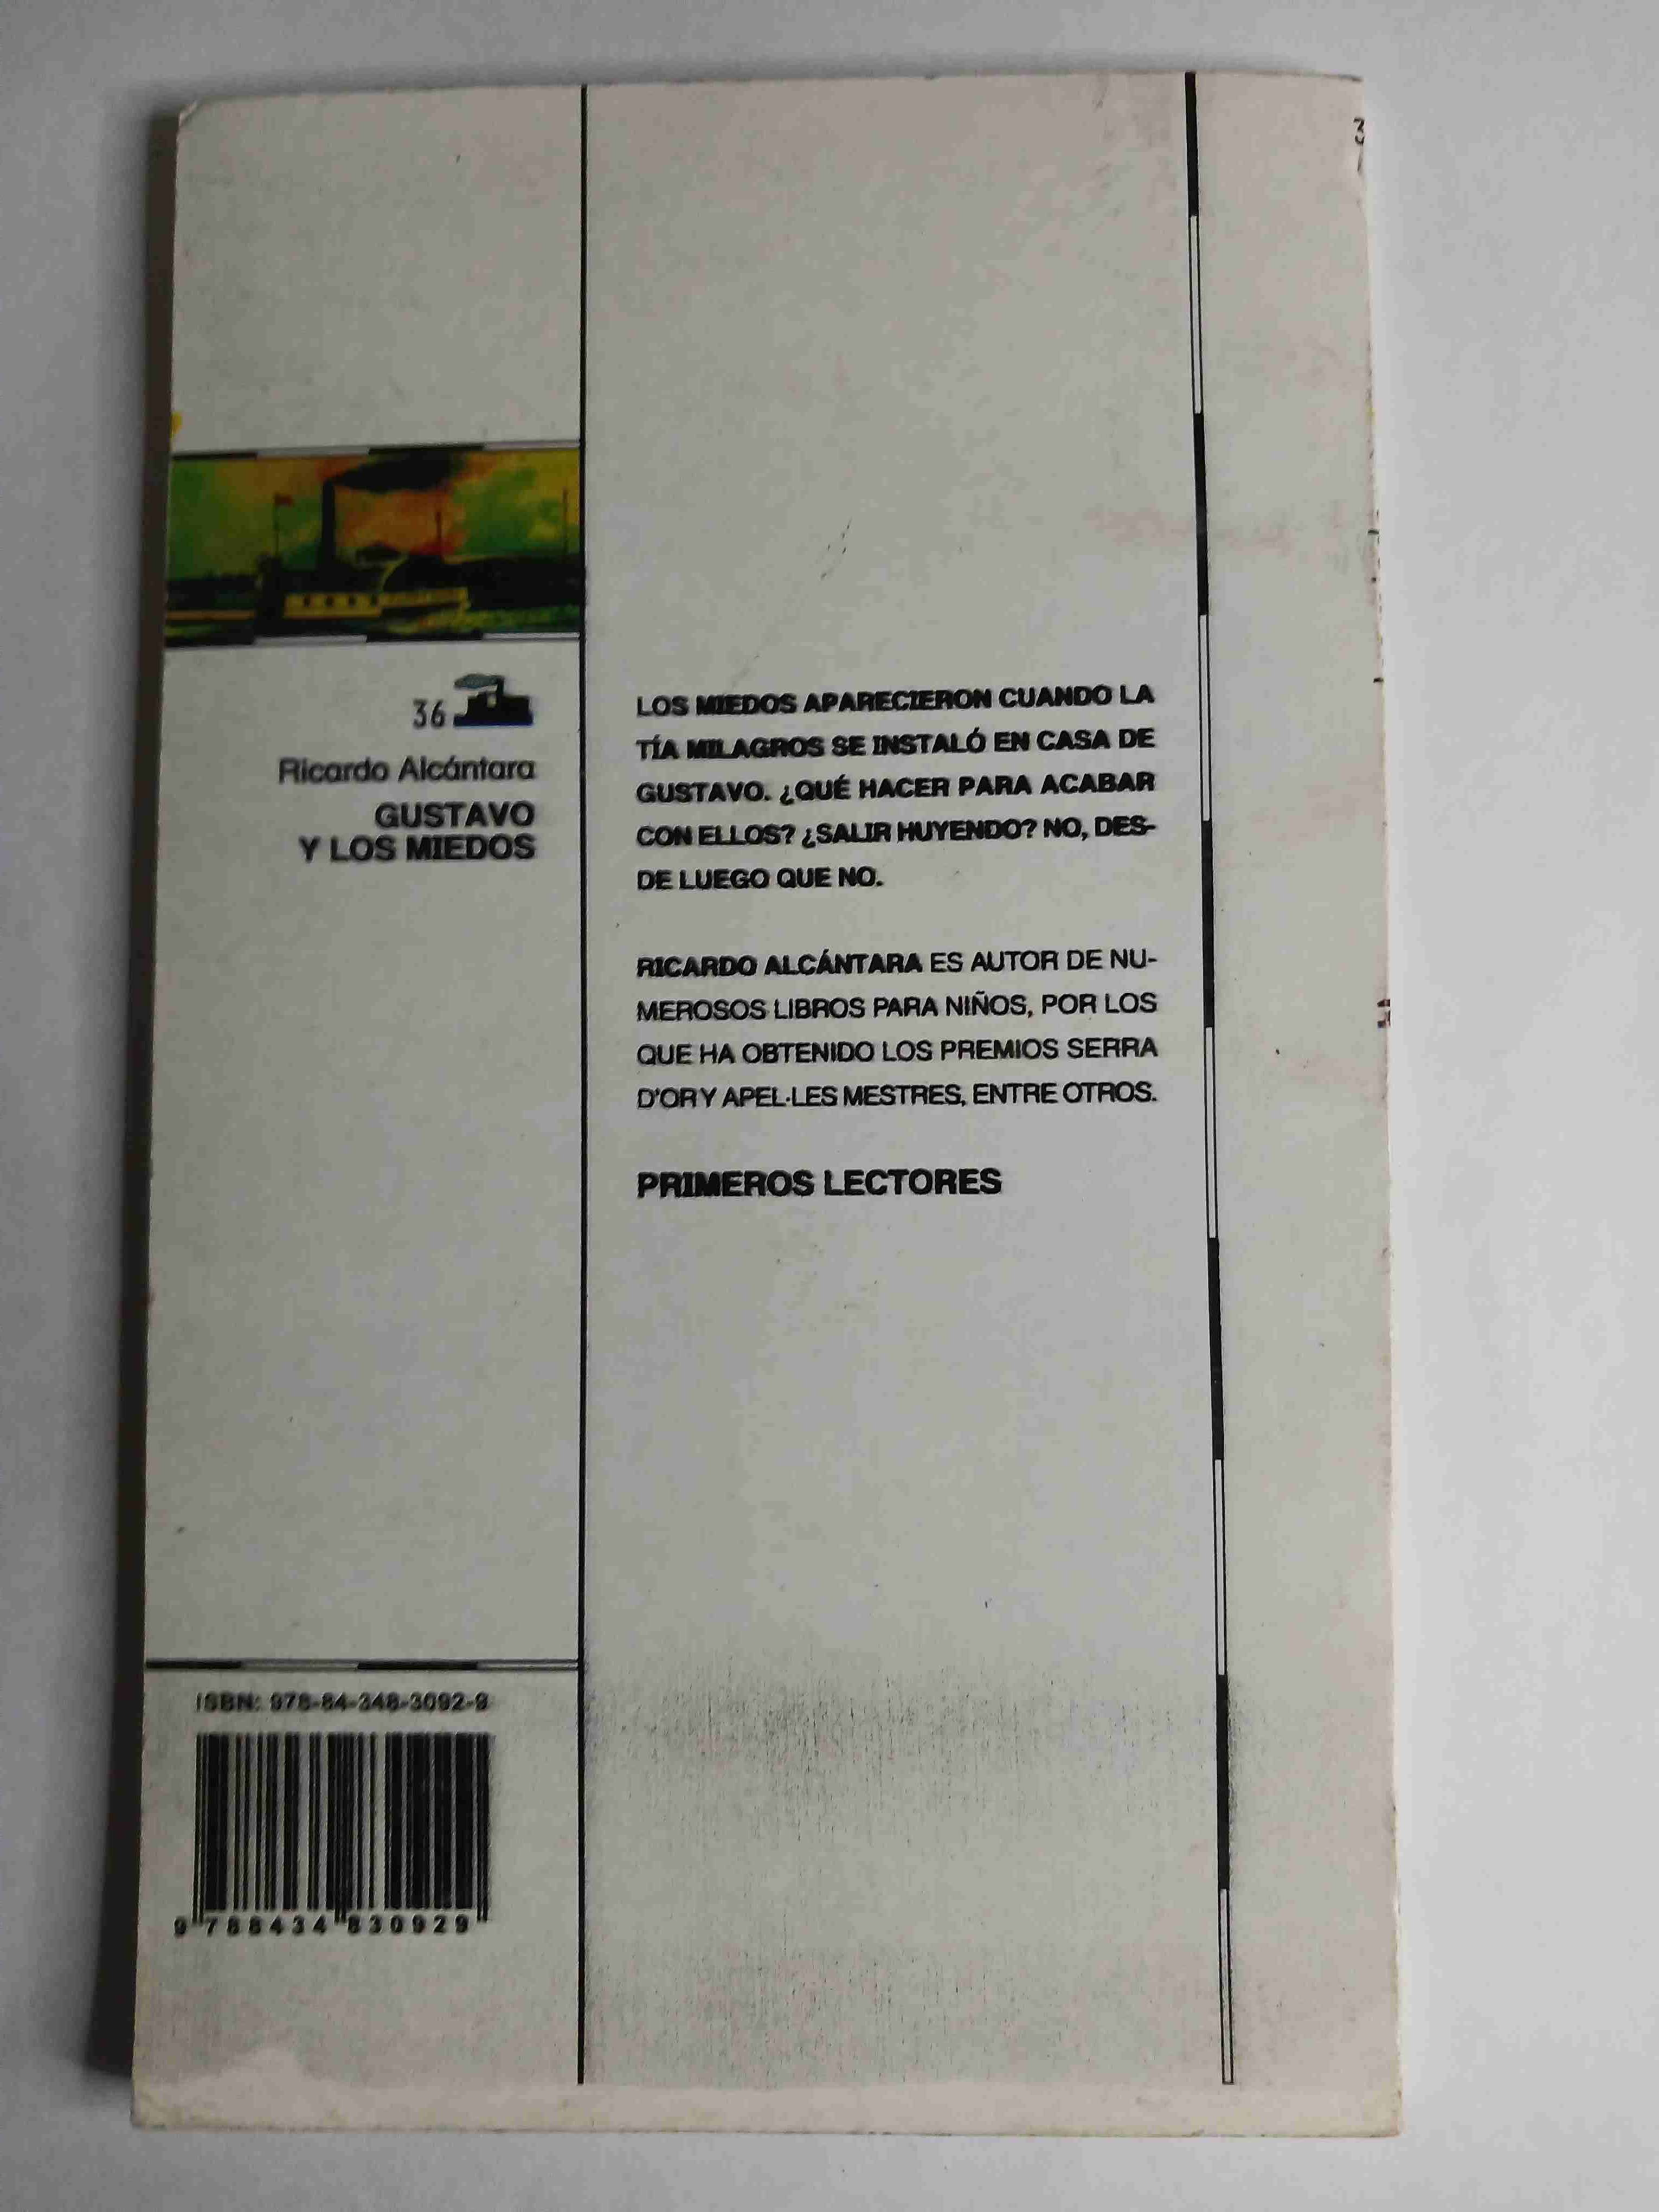 36
Ricardo Alcántara
GUSTAVO
Y LOS MIEDOS
LOS MIEDOS APARECIERON CUANDO LA
TÍA MILAGROS SE INSTALÓ EN CASA DE
GUSTAVO. ¿QUÉ HACER PARA ACABAR
CON ELLOS? ¿SALIR HUYENDO? NO, DES-
DE LUEGO QUE NO.
RICARDO ALCÁNTARA ES AUTOR DE NU-
MEROSOS LIBROS PARA NIÑOS, POR LOS
QUE HA OBTENIDO LOS PREMIOS SERRA
D'OR Y APEL·LES MESTRES, ENTRE OTROS.
PRIMEROS LECTORES
ISBN: 978-84-348-3092-9
9 788434 830929
3